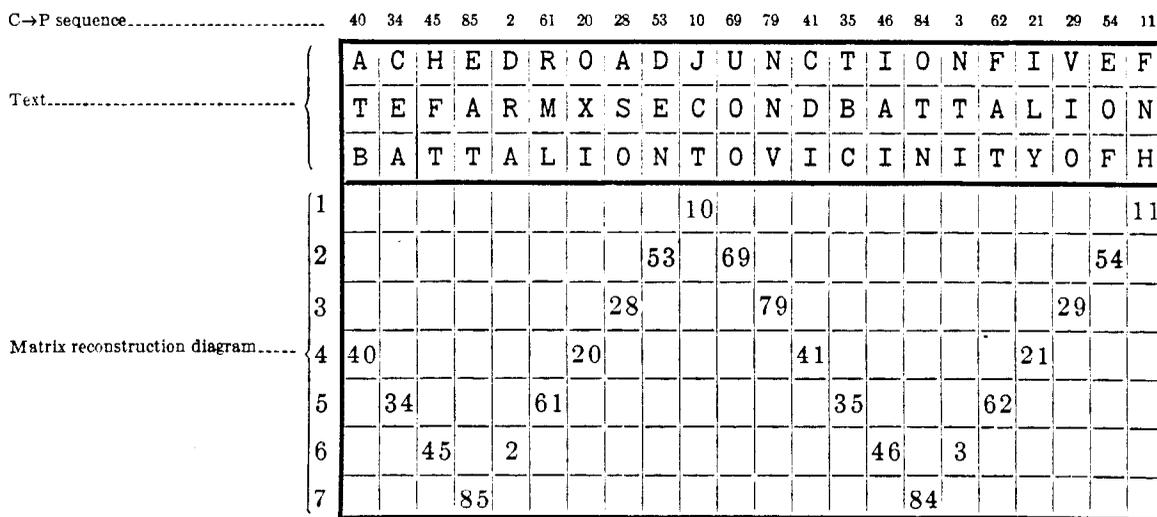 C→P sequence 40 34 45 85 2 61 20 28 53 10 69 79 41 35 46 84 3 62 21 29 54 11
A C H E D R O A D J U N C T I O N F I V E F
Text T E F A R M X S E C O N D B A T T A L I O N
B A T T A L I O N T O V I C I N I T Y O F H
1 10 11
2 53 69 54
3 28 79 29
Matrix reconstruction diagram 4 40 20 41 21
5 34 61 35 62
6 45 2 46 3
7 85 84